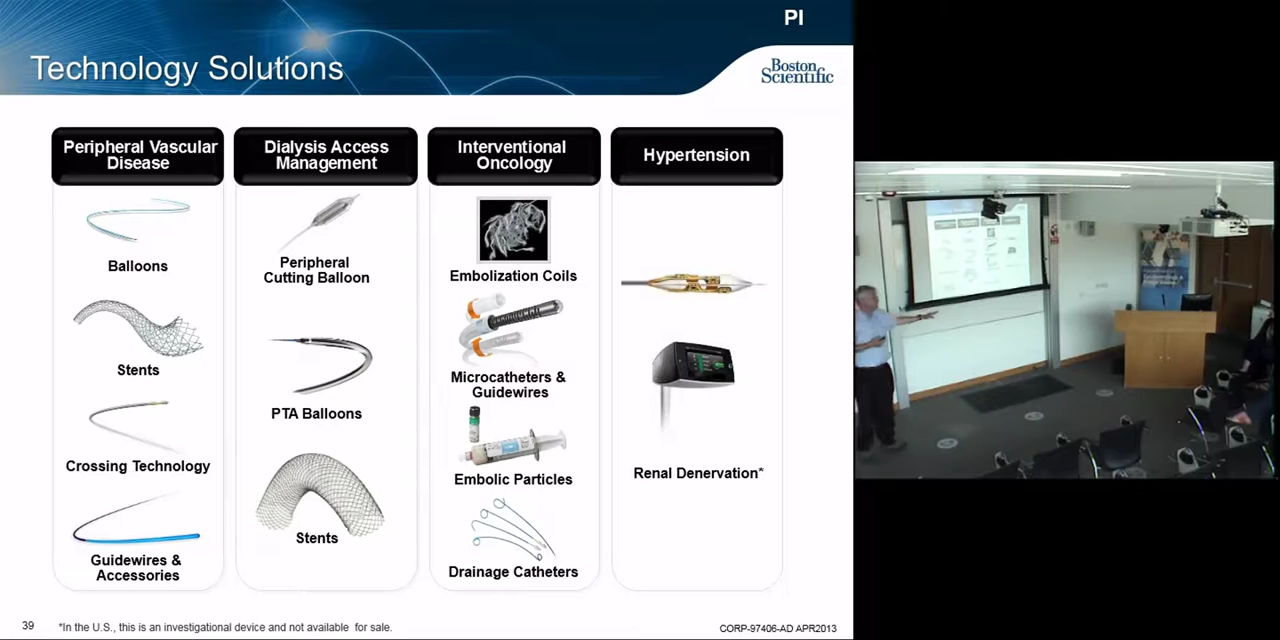 PI
Technology Solutions
Boston
Scientific
Peripheral Vascular
Disease
Balloons
Stents
Crossing Technology
Guidewires &
Accessories
Dialysis Access
Management
Peripheral
Cutting Balloon
PTA Balloons
Stents
Interventional
Oncology
Embolization Coils
Microcatheters &
Guidewires
Embolic Particles
Drainage Catheters
Hypertension
Renal Denervation*
39
*In the U.S., this is an investigational device and not available for sale.
CORP-97406-AD APR2013